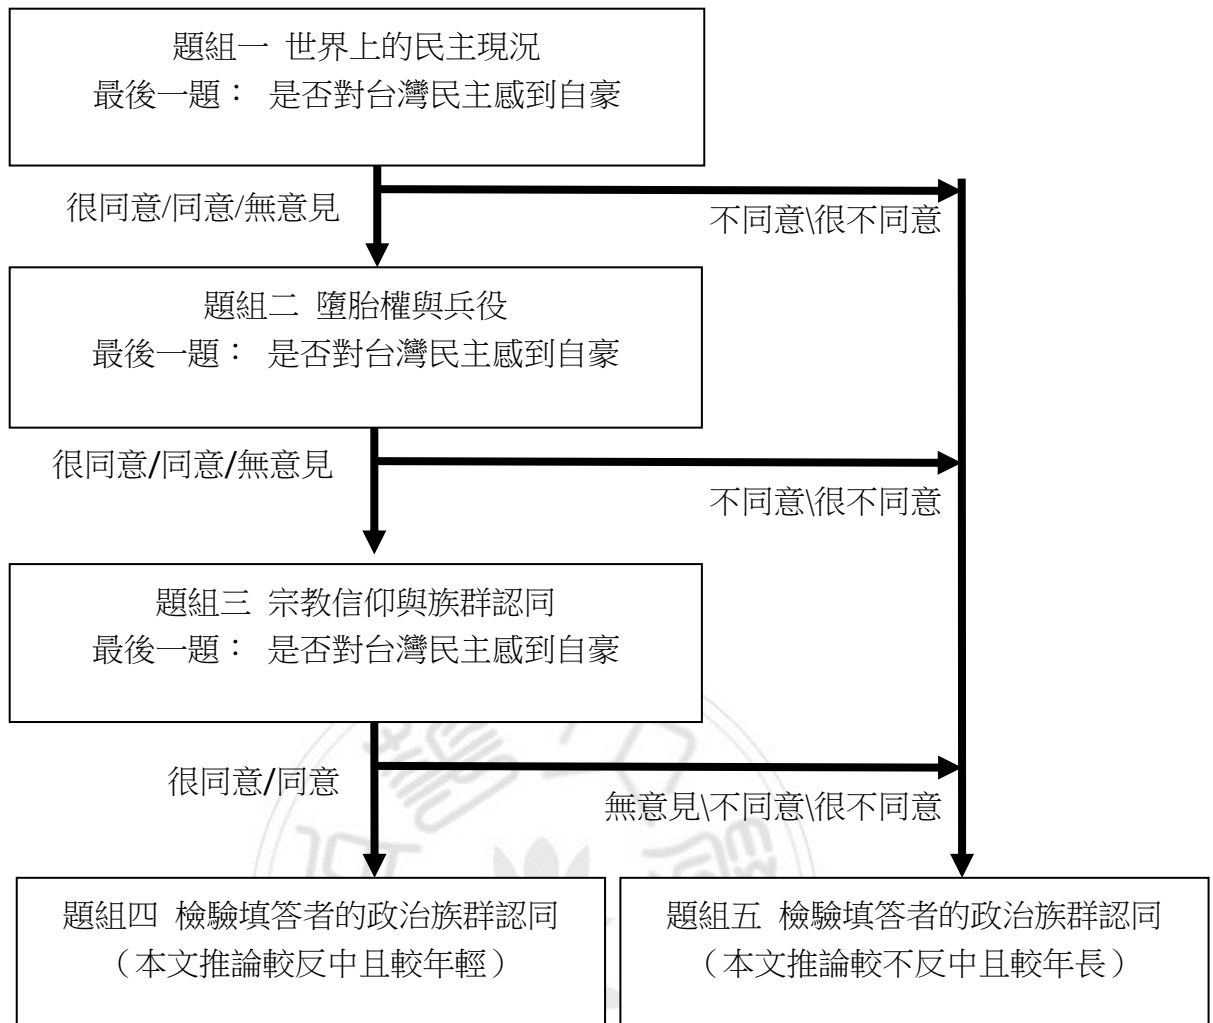 題組一 世界上的民主現況
最後一題： 是否對台灣民主感到自豪
很同意/同意/無意見
不同意\很不同意
題組二 墮胎權與兵役
最後一題： 是否對台灣民主感到自豪
很同意/同意/無意見
不同意\很不同意
題組三 宗教信仰與族群認同
最後一題： 是否對台灣民主感到自豪
很同意/同意
無意見\不同意\很不同意
題組四 檢驗填答者的政治族群認同
（本文推論較反中且較年輕）
題組五 檢驗填答者的政治族群認同
（本文推論較不反中且較年長）